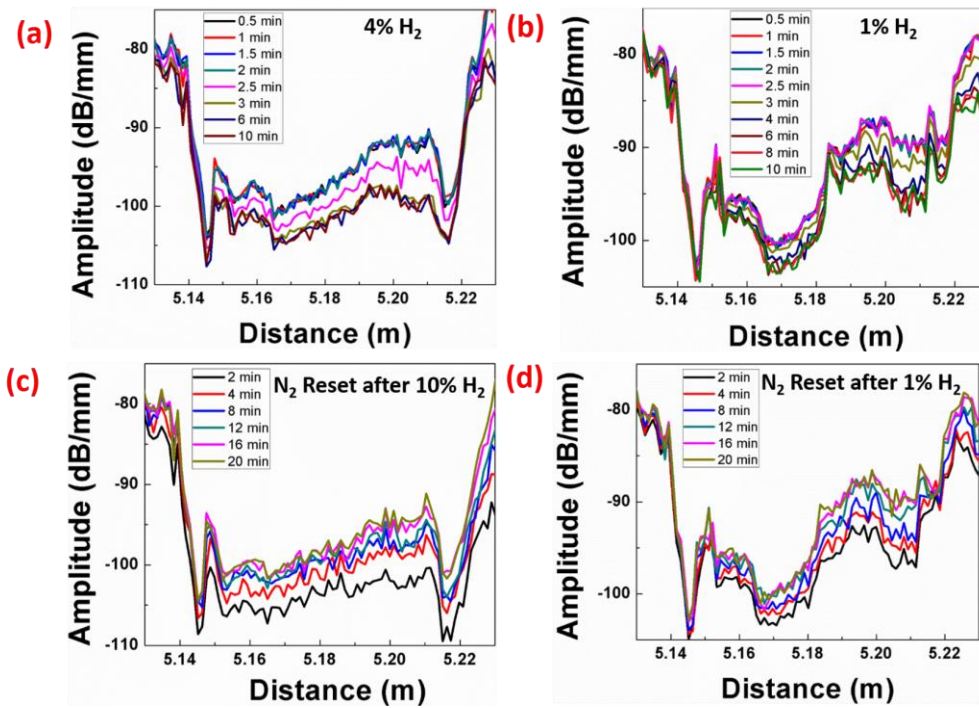 (a)
4% H₂
0.5 min
1 min
1.5 min
2 min
2.5 min
3 min
6 min
10 min
-80
-90
-100
-110
Amplitude (dB/mm)
5.14 5.16 5.18 5.20 5.22
Distance (m)
(b)
1% H₂
0.5 min
1 min
1.5 min
2 min
2.5 min
3 min
4 min
6 min
8 min
10 min
-80
-90
-100
Amplitude (dB/mm)
5.14 5.16 5.18 5.20 5.22
Distance (m)
(c)
N₂ Reset after 10% H₂
2 min
4 min
8 min
12 min
16 min
20 min
-80
-90
-100
-110
Amplitude (dB/mm)
5.14 5.16 5.18 5.20 5.22
Distance (m)
(d)
N₂ Reset after 1% H₂
2 min
4 min
8 min
12 min
16 min
20 min
-80
-90
-100
Amplitude (dB/mm)
5.14 5.16 5.18 5.20 5.22
Distance (m)